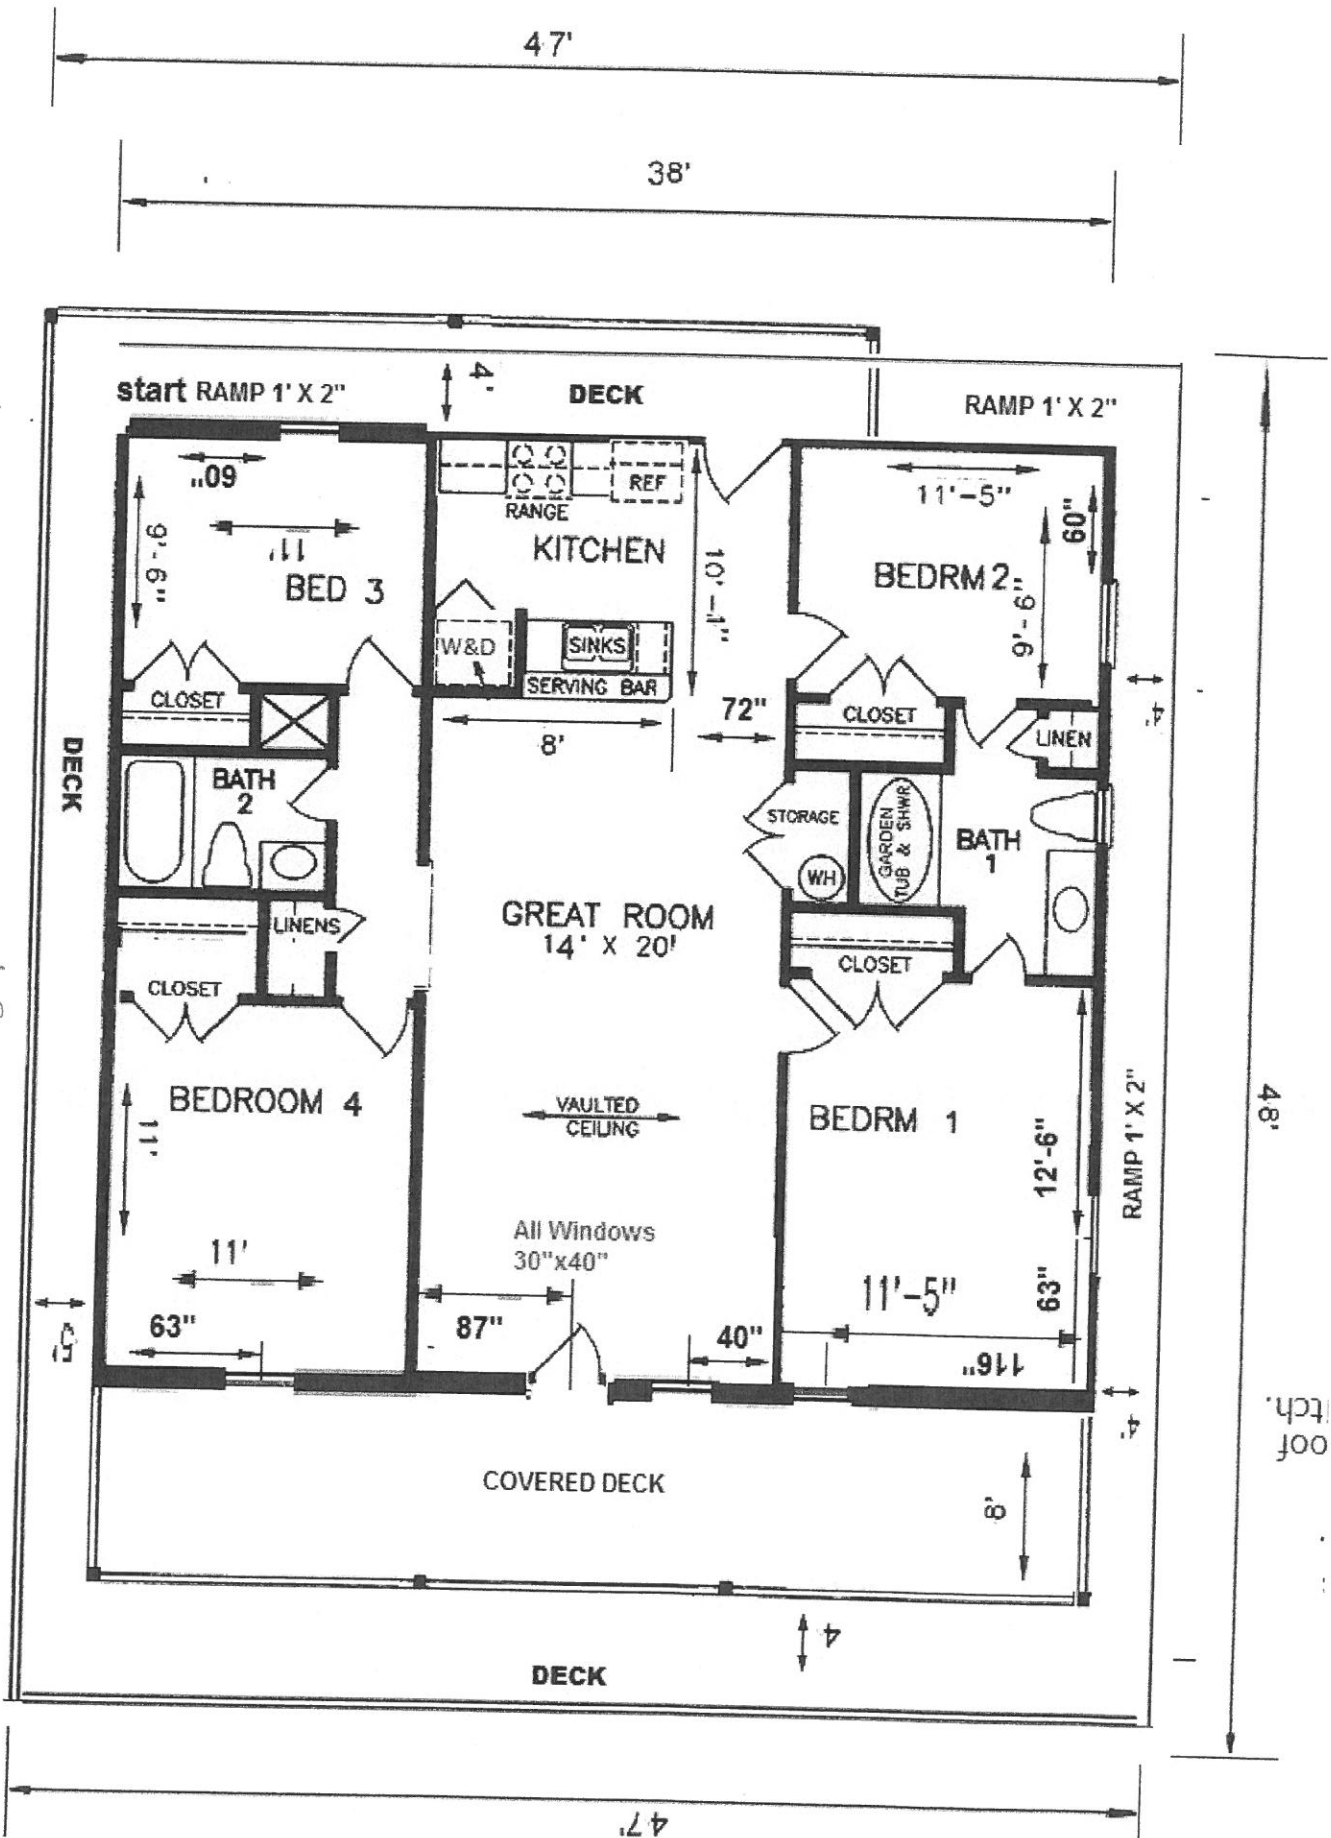 47'
38'
start RAMP 1' X 2"
4'
DECK
RAMP 1' X 2"
60"
11'
9'-6"
BED 3
RANGE
REF
KITCHEN
10'-1"
11'-5"
60"
BEDRM 2
9'-9"
W&D
SINKS
SERVING BAR
CLOSET
8'
72"
CLOSET
LINEN
4'
DECK
BATH
2
STORAGE
WH
GARDEN
TUB & SHWR
BATH
1
LINENS
CLOSET
GREAT ROOM
14' X 20'
CLOSET
BEDROOM 4
11'
11'
63"
VAULTED
CEILING
All Windows
30"x40"
87"
40"
BEDRM 1
12'-6"
63"
11'-5"
116"
RAMP 1' X 2"
48'
5'
4'
COVERED DECK
8'
4'
DECK
47'